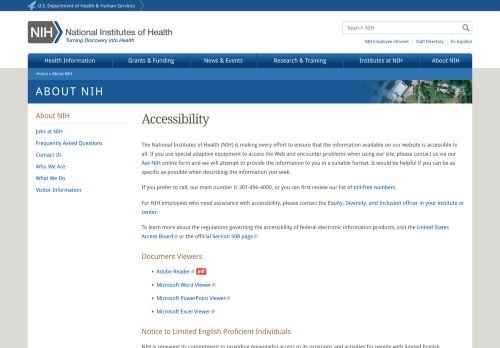 U.S. Department of Health & Human Services
NIH National Institutes of Health
Turning Discovery Into Health
Search NIH
NIH Employee Intranet | Staff Directory | En Español
Health Information
Grants & Funding
News & Events
Research & Training
Institutes at NIH
About NIH
Home » About NIH
ABOUT NIH
About NIH
Jobs at NIH
Frequently Asked Questions
Contact Us
Who We Are
What We Do
Visitor Information
Accessibility
The National Institutes of Health (NIH) is making every effort to ensure that the information available on our website is accessible to
all. If you use special adaptive equipment to access the Web and encounter problems when using our site, please contact us via our
Ask NIH online form and we will attempt to provide the information to you in a suitable format. It would be helpful if you can be as
specific as possible when describing the information you seek.
If you prefer to call, our main number is 301-496-4000, or you can first review our list of toll-free numbers.
For NIH employees who need assistance with accessibility, please contact the Equity, Diversity, and Inclusion officer in your institute or
center.
To learn more about the regulations governing the accessibility of federal electronic information products, visit the United States
Access Board or the official Section 508 page.
Document Viewers
• Adobe Reader pdf
• Microsoft Word Viewer
• Microsoft PowerPoint Viewer
• Microsoft Excel Viewer
Notice to Limited English Proficient Individuals
NIH is renewing its commitment to providing meaningful access to its programs and activities for people with limited English